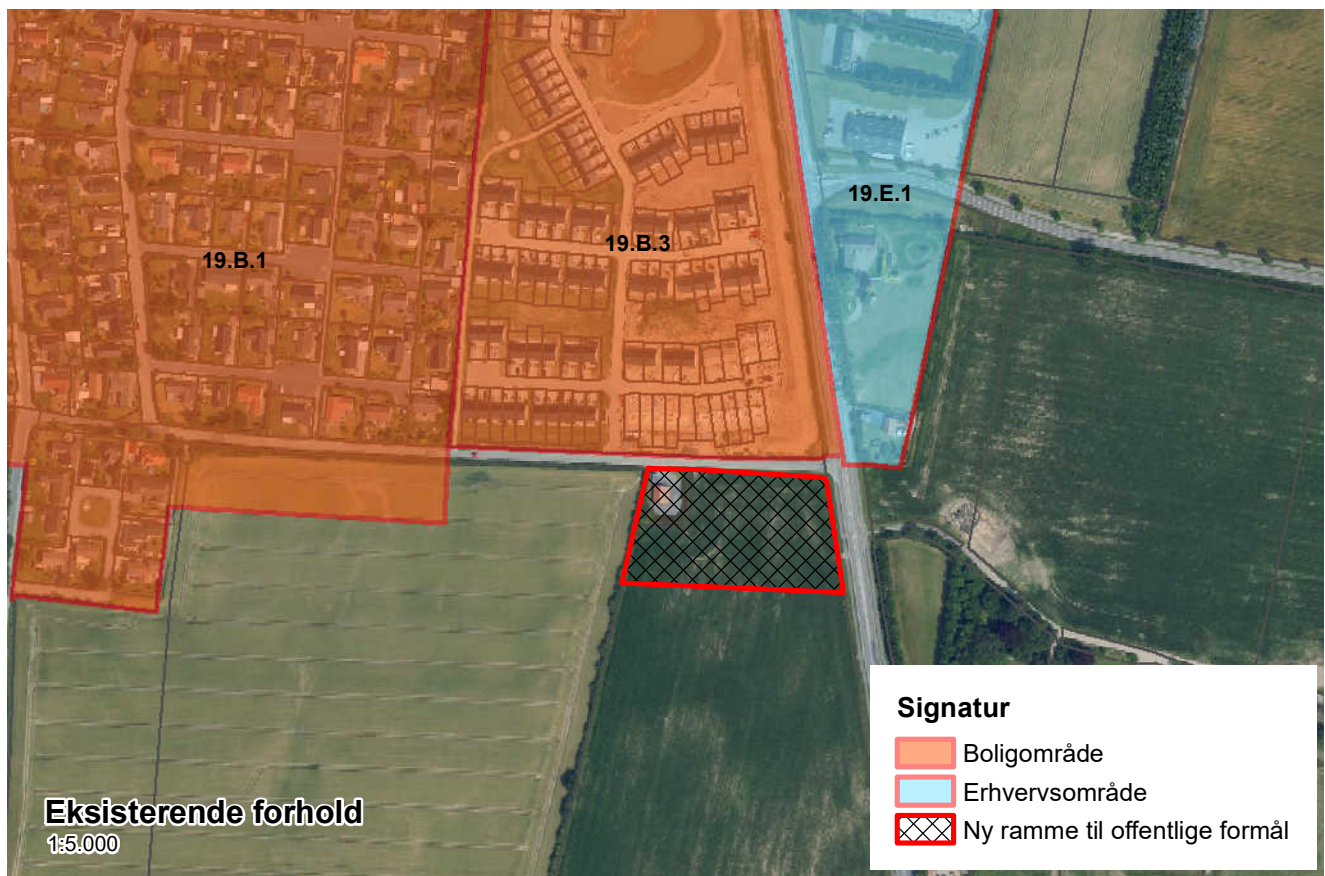 19.E.1
19.B.3
19.B.1
Signatur
Boligområde
Erhvervsområde
Ny ramme til offentlige formål
Eksisterende forhold
1:5.000